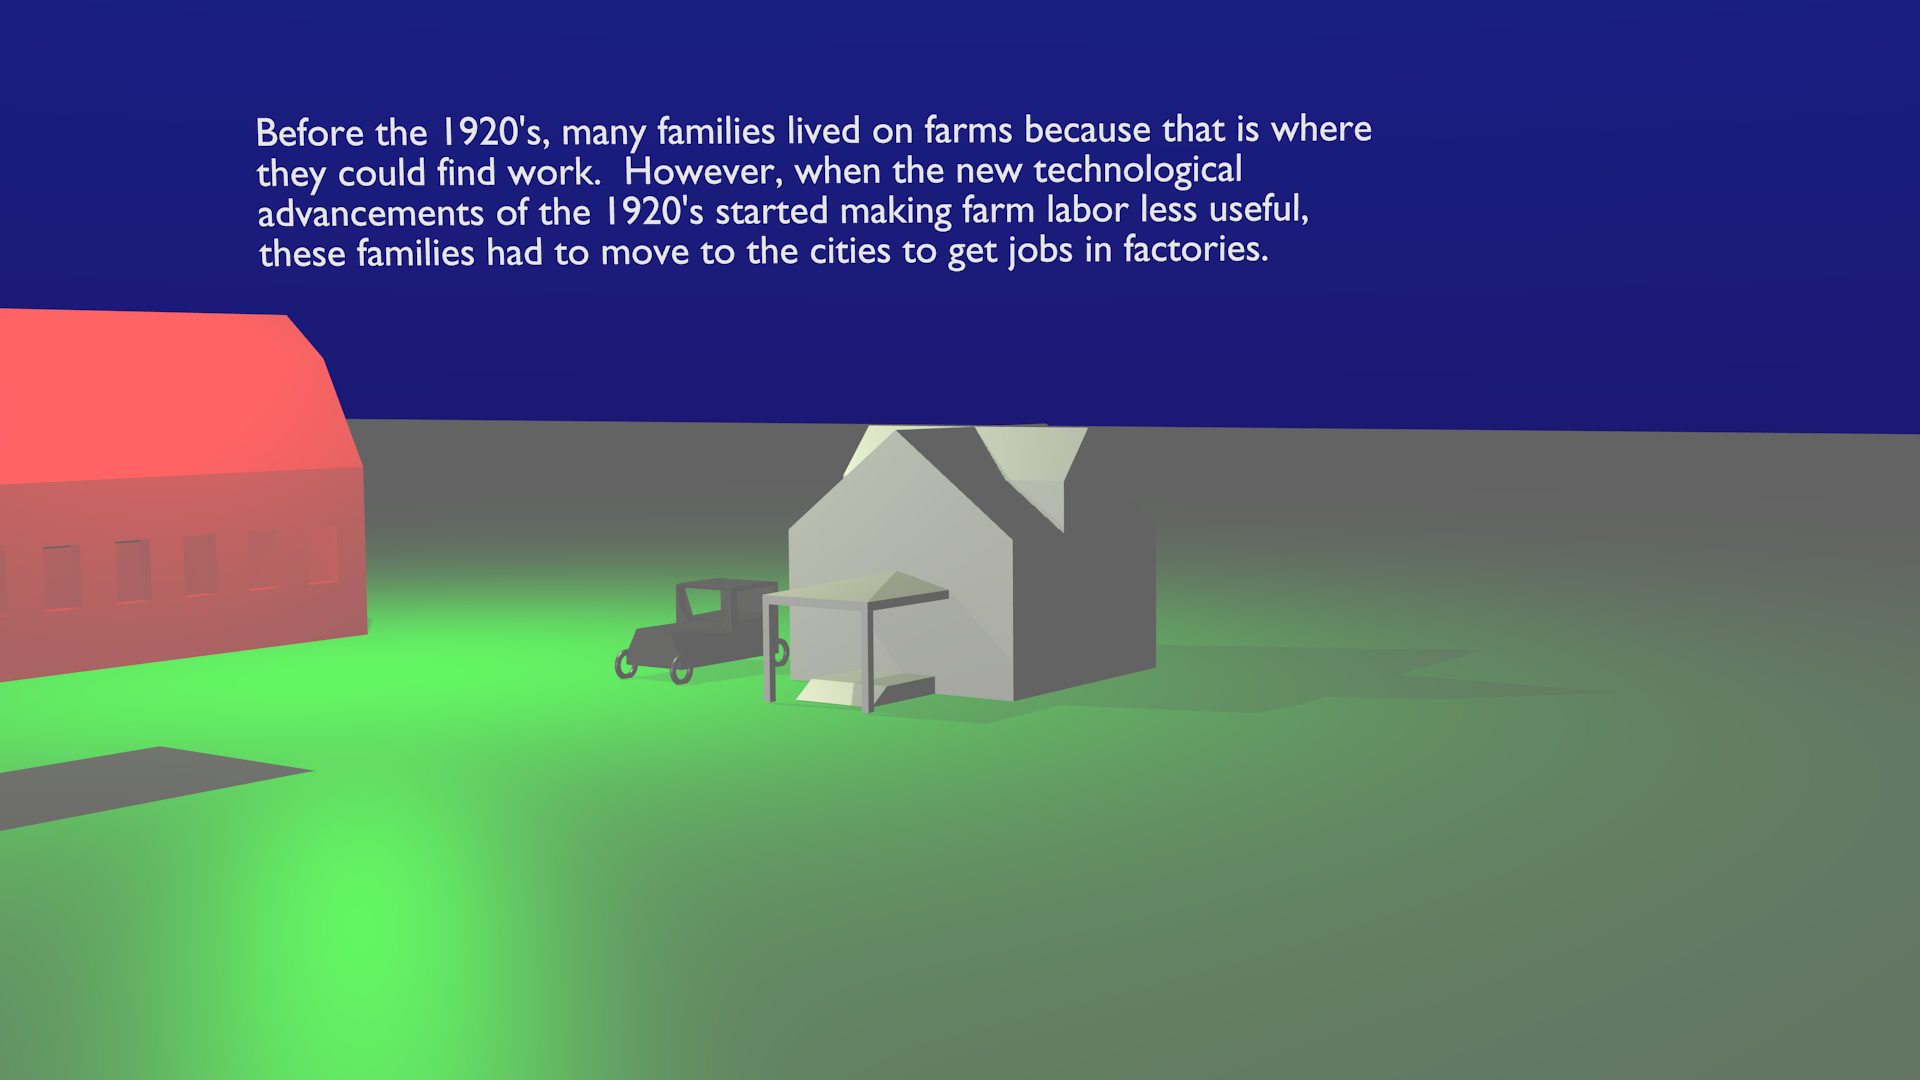 Before the 1920's, many families lived on farms because that is where
they could find work.  However, when the new technological
advancements of the 1920's started making farm labor less useful,
these families had to move to the cities to get jobs in factories.